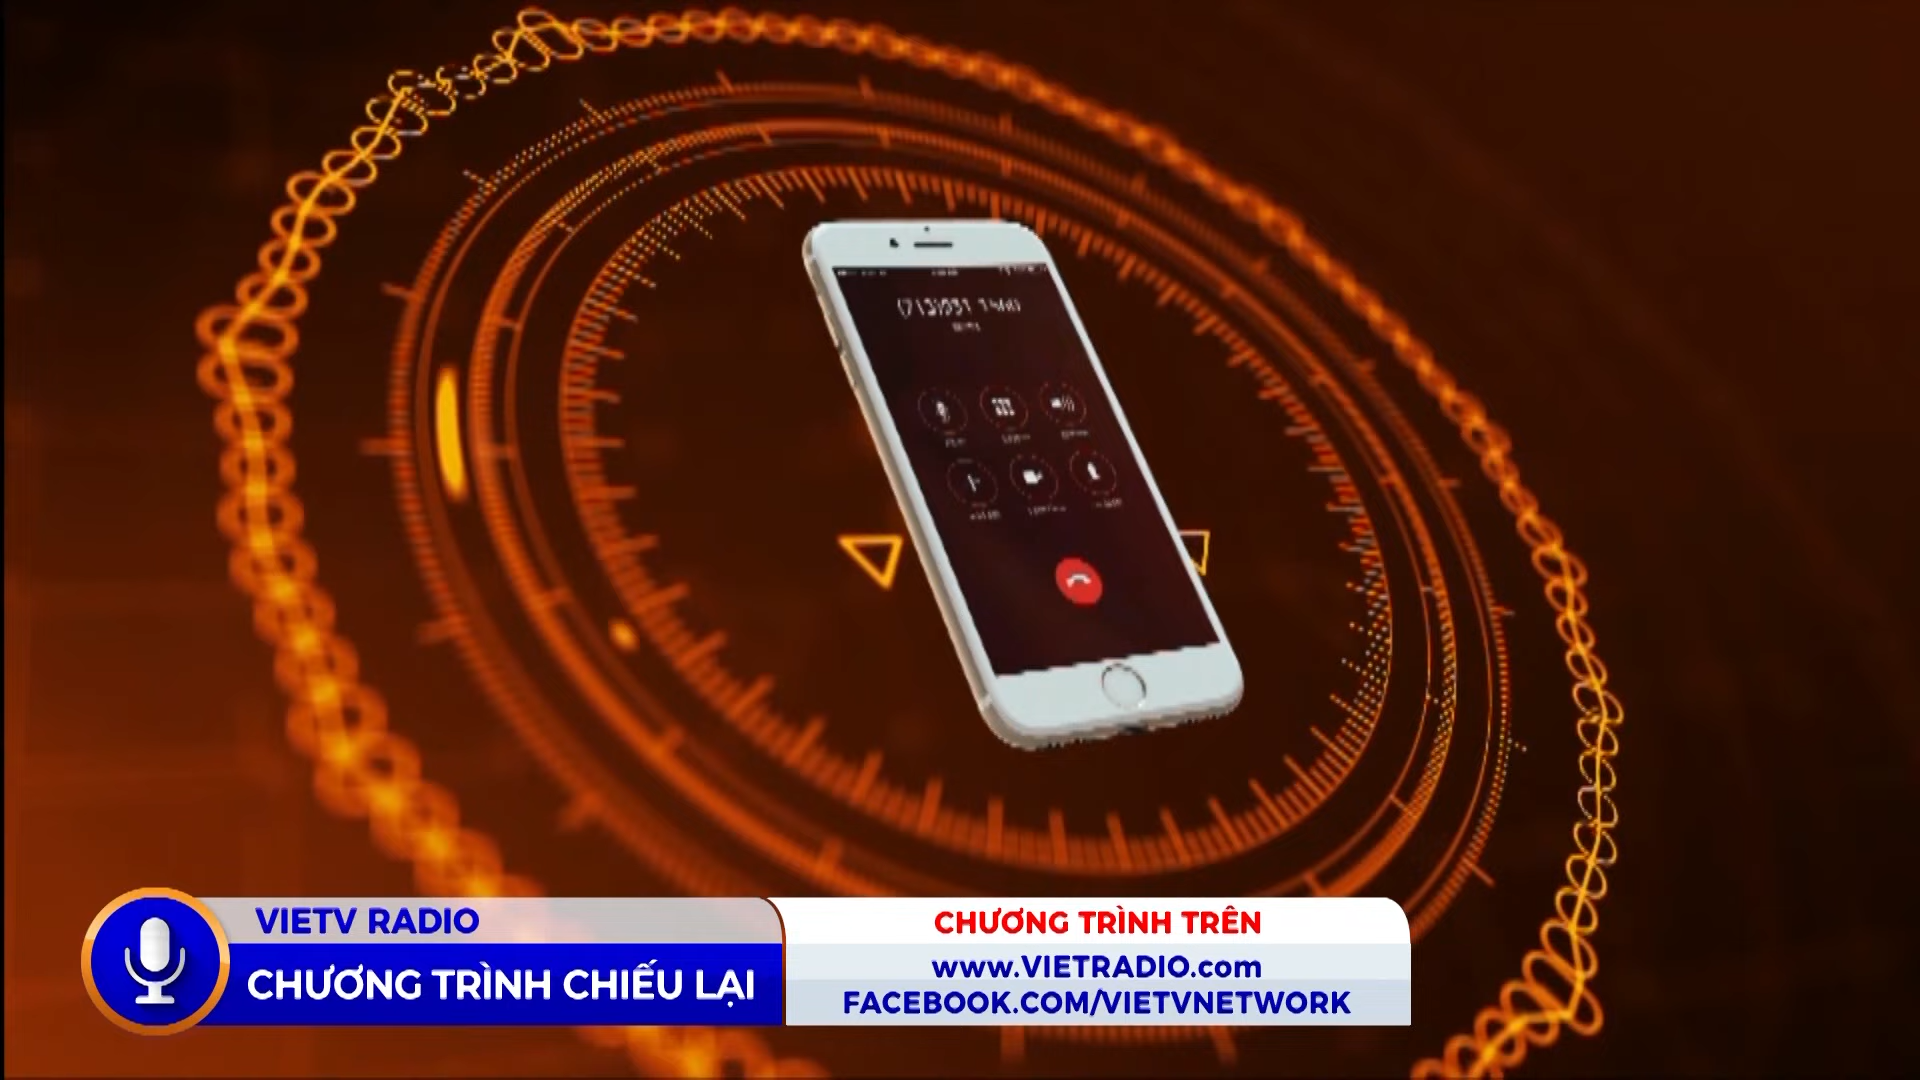 VIETV RADIO
CHƯƠNG TRÌNH CHIẾU LẠI
CHƯƠNG TRÌNH TRÊN
www.VIETRADIO.com
FACEBOOK.COM/VIETVNETWORK